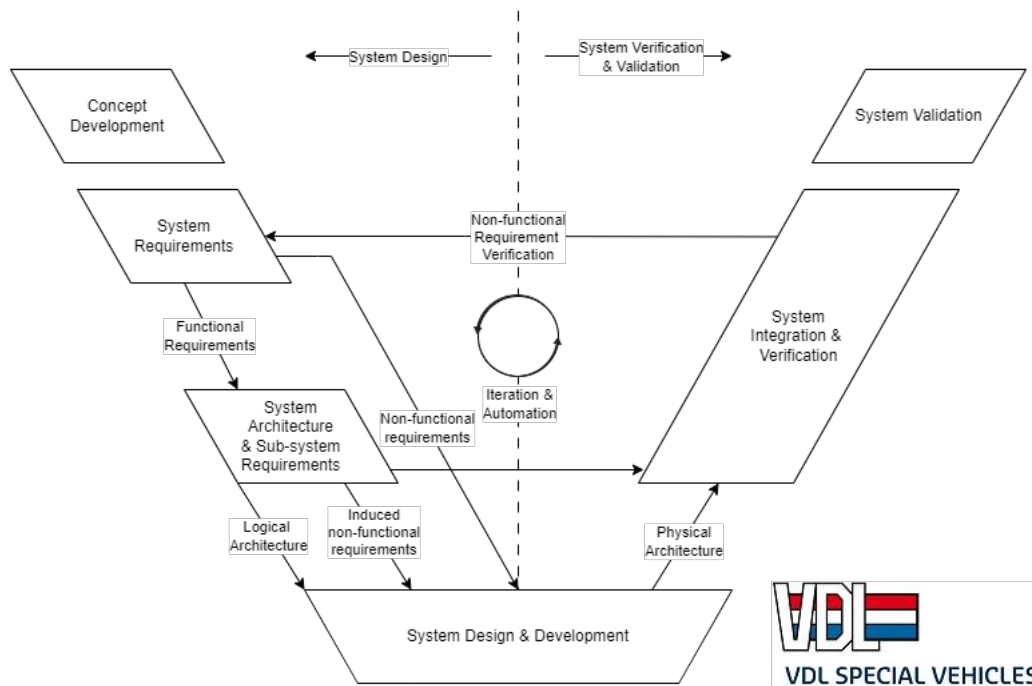 System Design
System Verification
& Validation
Concept
Development
System Validation
System
Requirements
Non-functional
Requirement
Verification
Functional
Requirements
System
Integration &
Verification
Iteration &
Automation
System
Architecture
& Sub-system
Requirements
Non-functional
requirements
Logical
Architecture
Induced
non-functional
requirements
Physical
Architecture
System Design & Development
VDL
VDL SPECIAL VEHICLES